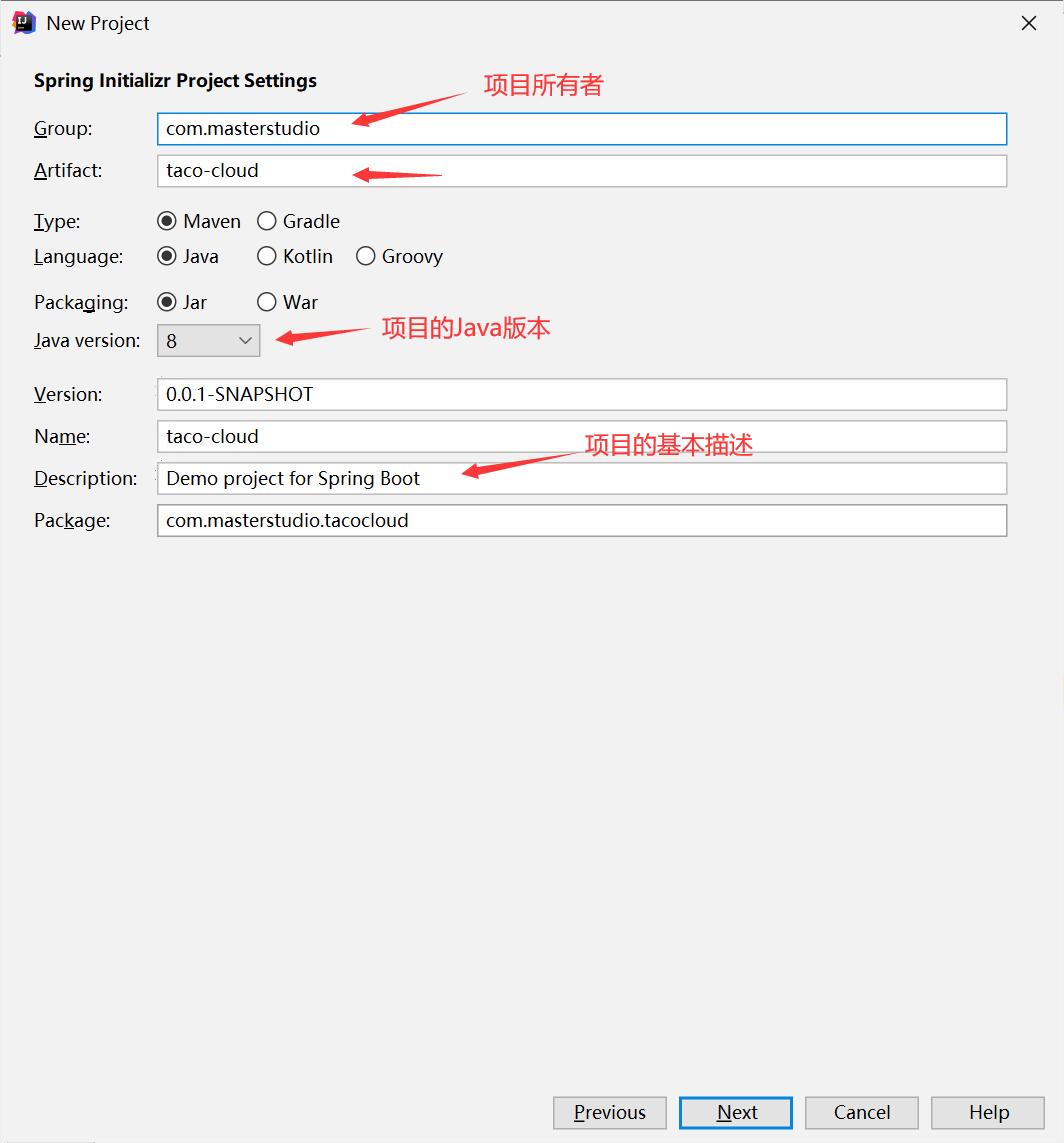 New Project
Spring Initializr Project Settings
项目所有者
Group: com.masterstudio
Artifact: taco-cloud
Type: Maven Gradle
Language: Java Kotlin Groovy
Packaging: Jar War
项目的Java版本
Java version: 8
Version: 0.0.1-SNAPSHOT
Name: taco-cloud
项目的基本描述
Description: Demo project for Spring Boot
Package: com.masterstudio.tacocloud
Previous Next Cancel Help